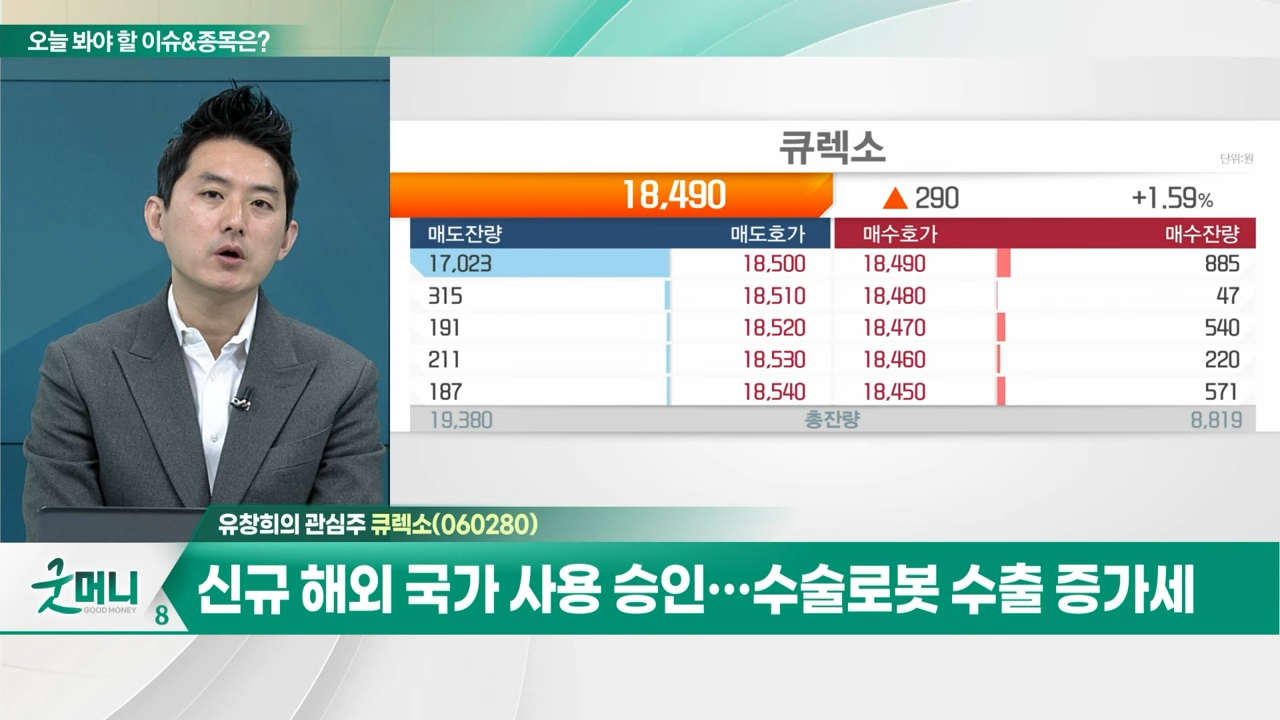 오늘 봐야 할 이슈&종목은?
큐렉소
단위:원
18,490 ▲ 290 +1.59%
매도잔량 매도호가 매수호가 매수잔량
17,023 18,500 18,490 885
315 18,510 18,480 47
191 18,520 18,470 540
211 18,530 18,460 220
187 18,540 18,450 571
19,380 총잔량 8,819
유창희의 관심주 큐렉소(060280)
굿머니
GOOD MONEY
8
신규 해외 국가 사용 승인…수술로봇 수출 증가세